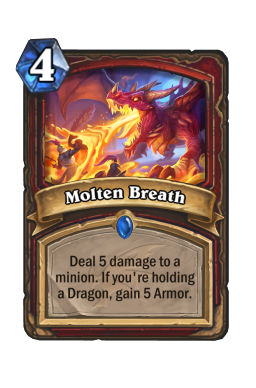 4
Molten Breath
Deal 5 damage to a
minion. If you're holding
a Dragon, gain 5 Armor.